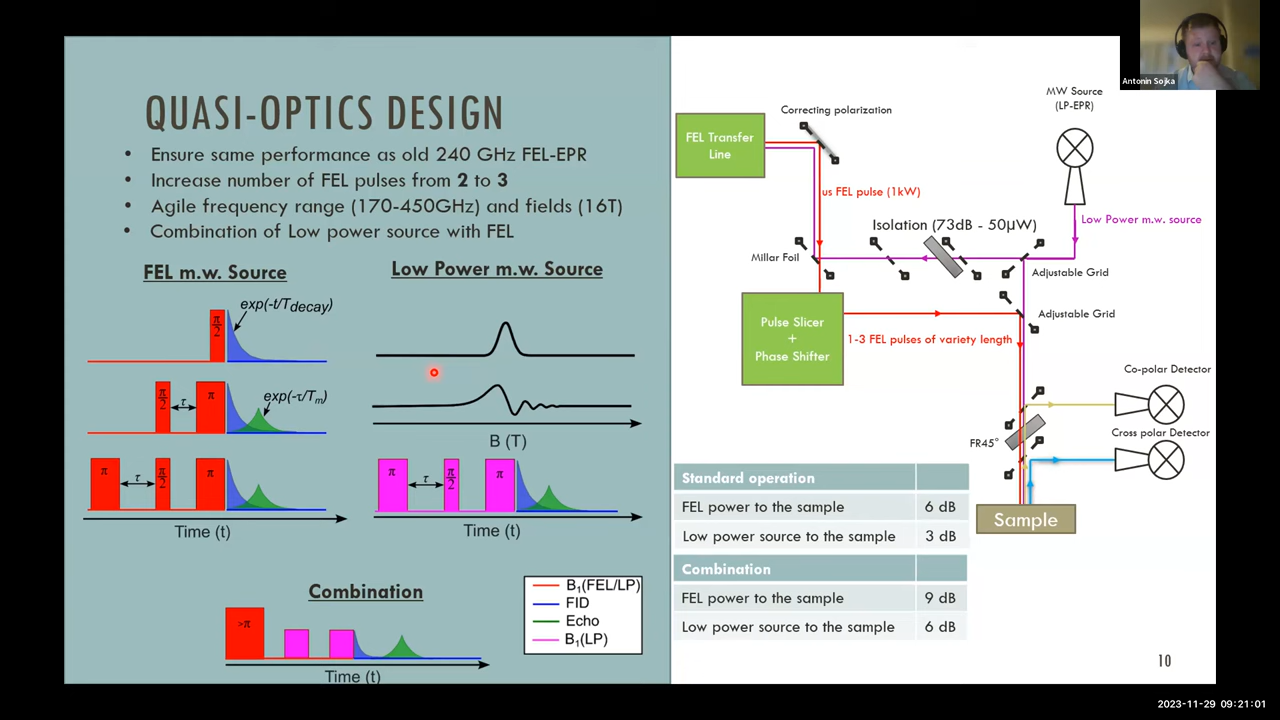 Antonin Sojka
QUASI-OPTICS DESIGN
• Ensure same performance as old 240 GHz FEL-EPR
• Increase number of FEL pulses from 2 to 3
• Agile frequency range (170-450GHz) and fields (16T)
• Combination of Low power source with FEL
FEL m.w. Source
exp(-t/Tdecay)
π/2
π/2
τ
π
exp(-τ/Tm)
π
τ
π/2
π
Time (t)
Low Power m.w. Source
B (T)
π
τ
π/2
π
Time (t)
Combination
>π
Time (t)
B₁(FEL/LP)
FID
Echo
B₁(LP)
FEL Transfer
Line
Correcting polarization
MW Source
(LP-EPR)
us FEL pulse (1kW)
Low Power m.w. source
Isolation (73dB - 50µW)
Millar Foil
Adjustable Grid
Adjustable Grid
Pulse Slicer
+
Phase Shifter
1-3 FEL pulses of variety length
Co-polar Detector
Cross polar Detector
FR45°
Sample
Standard operation
FEL power to the sample 6 dB
Low power source to the sample 3 dB
Combination
FEL power to the sample 9 dB
Low power source to the sample 6 dB
10
2023-11-29 09:21:01